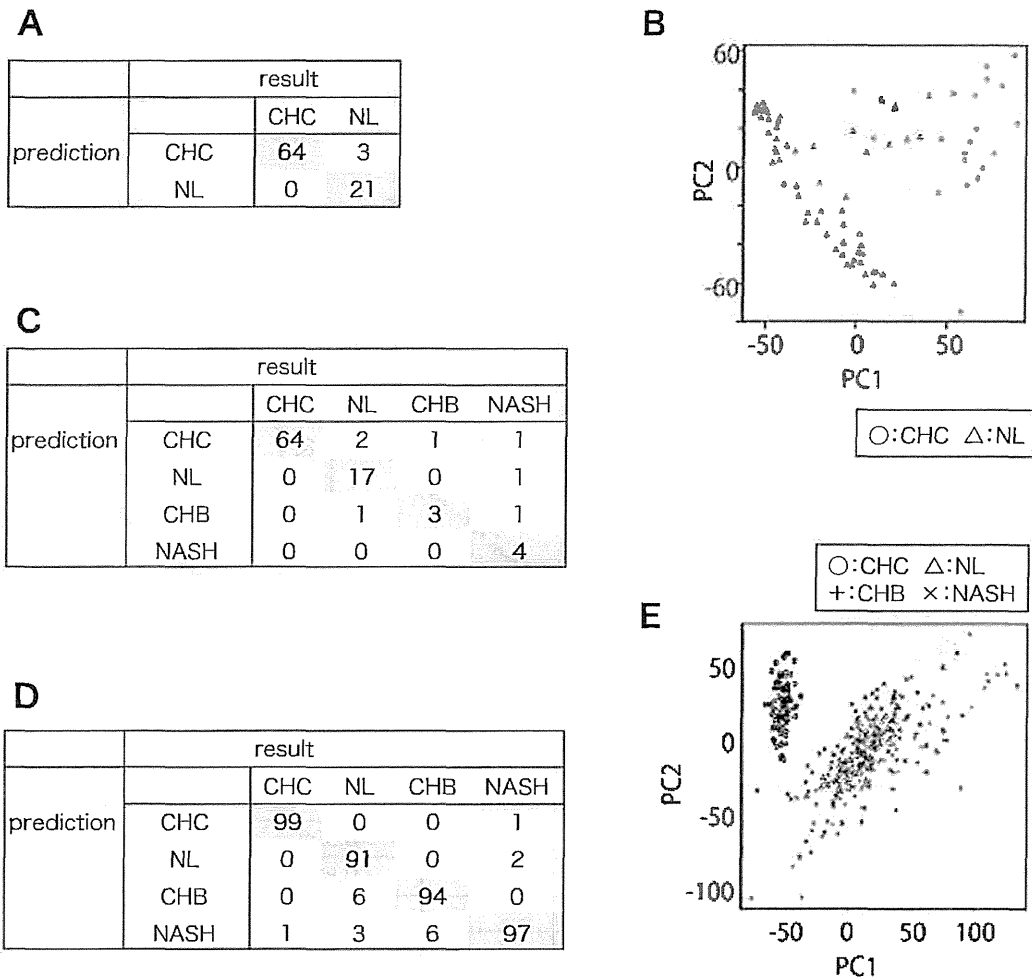 A
result
CHC NL
prediction CHC 64 3
NL 0 21
B
60
0
-60
PC2
-50 0 50
PC1
○:CHC △:NL
C
result
CHC NL CHB NASH
prediction CHC 64 2 1 1
NL 0 17 0 1
CHB 0 1 3 1
NASH 0 0 0 4
D
result
CHC NL CHB NASH
prediction CHC 99 0 0 1
NL 0 91 0 2
CHB 0 6 94 0
NASH 1 3 6 97
○:CHC △:NL
+:CHB ×:NASH
E
50
0
-50
-100
PC2
-50 0 50 100
PC1